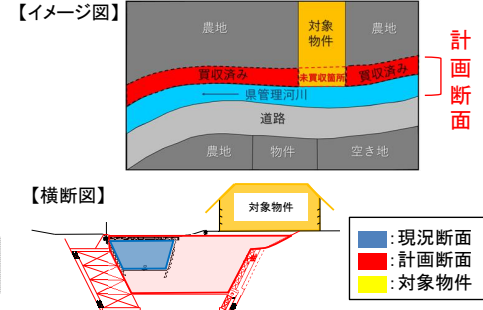 【イメージ図】
農地
対象
物件
農地
買収済み
未買収箇所
買収済み
計画断面
県管理河川
道路
農地
物件
空き地
【横断図】
対象物件
:現況断面
:計画断面
:対象物件